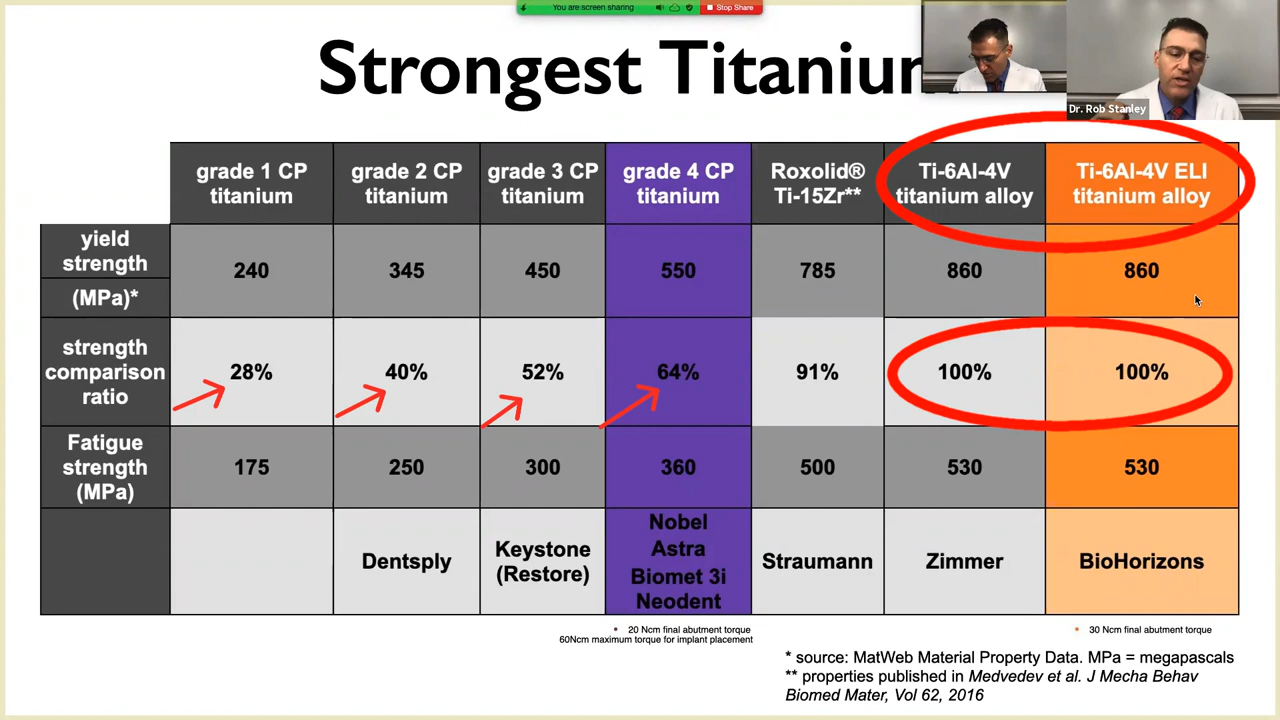 You are screen sharing
Stop Share
Strongest Titaniu
Dr. Rob Stanley
grade 1 CP
titanium
grade 2 CP
titanium
grade 3 CP
titanium
grade 4 CP
titanium
Roxolid®
Ti-15Zr**
Ti-6Al-4V
titanium alloy
Ti-6Al-4V ELI
titanium alloy
yield
strength
(MPa)*
240
345
450
550
785
860
860
strength
comparison
ratio
28%
40%
52%
64%
91%
100%
100%
Fatigue
strength
(MPa)
175
250
300
360
500
530
530
Dentsply
Keystone
(Restore)
Nobel
Astra
Biomet 3i
Neodent
Straumann
Zimmer
BioHorizons
• 20 Ncm final abutment torque
60Ncm maximum torque for implant placement
• 30 Ncm final abutment torque
* source: MatWeb Material Property Data. MPa = megapascals
** properties published in Medvedev et al. J Mecha Behav
Biomed Mater, Vol 62, 2016